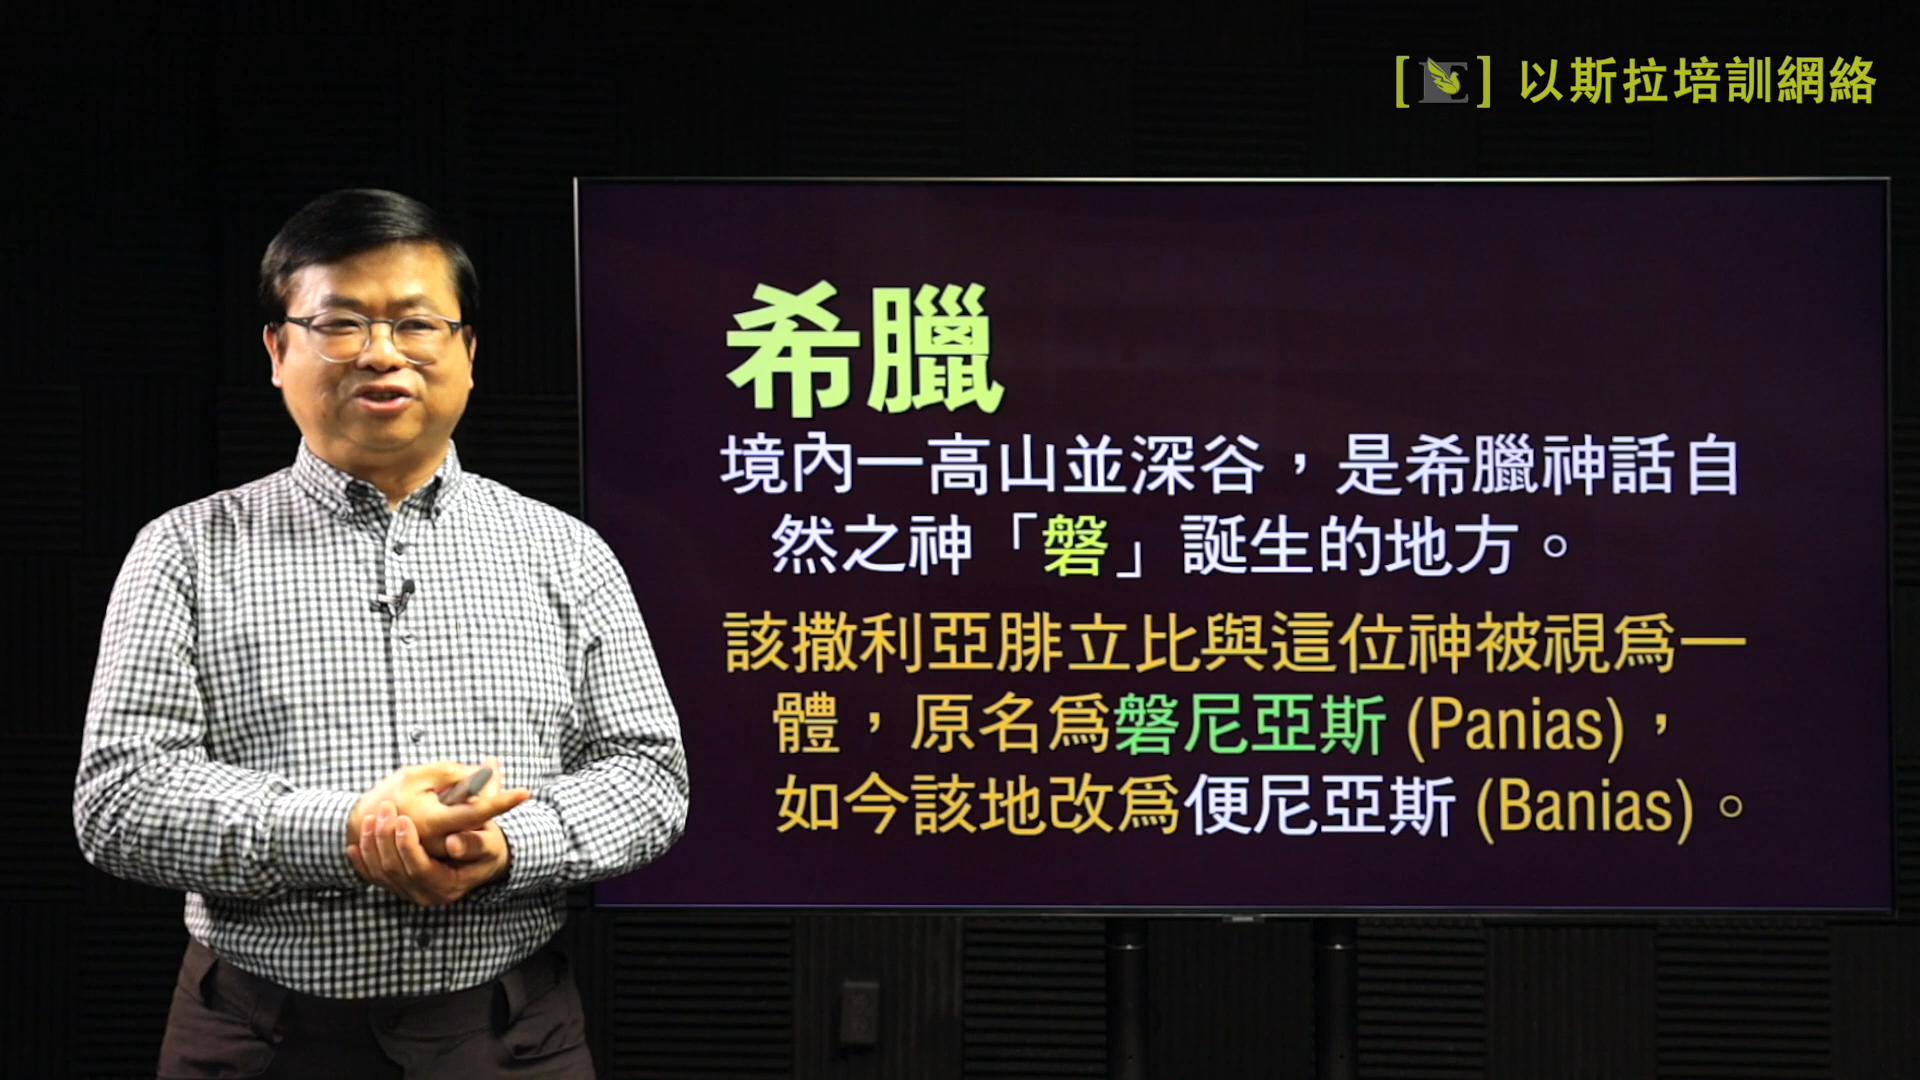 [E] 以斯拉培訓網絡
希臘
境內一高山並深谷，是希臘神話自
然之神「磐」誕生的地方。
該撒利亞腓立比與這位神被視為一
體，原名為磐尼亞斯 (Panias)，
如今該地改為便尼亞斯 (Banias)。